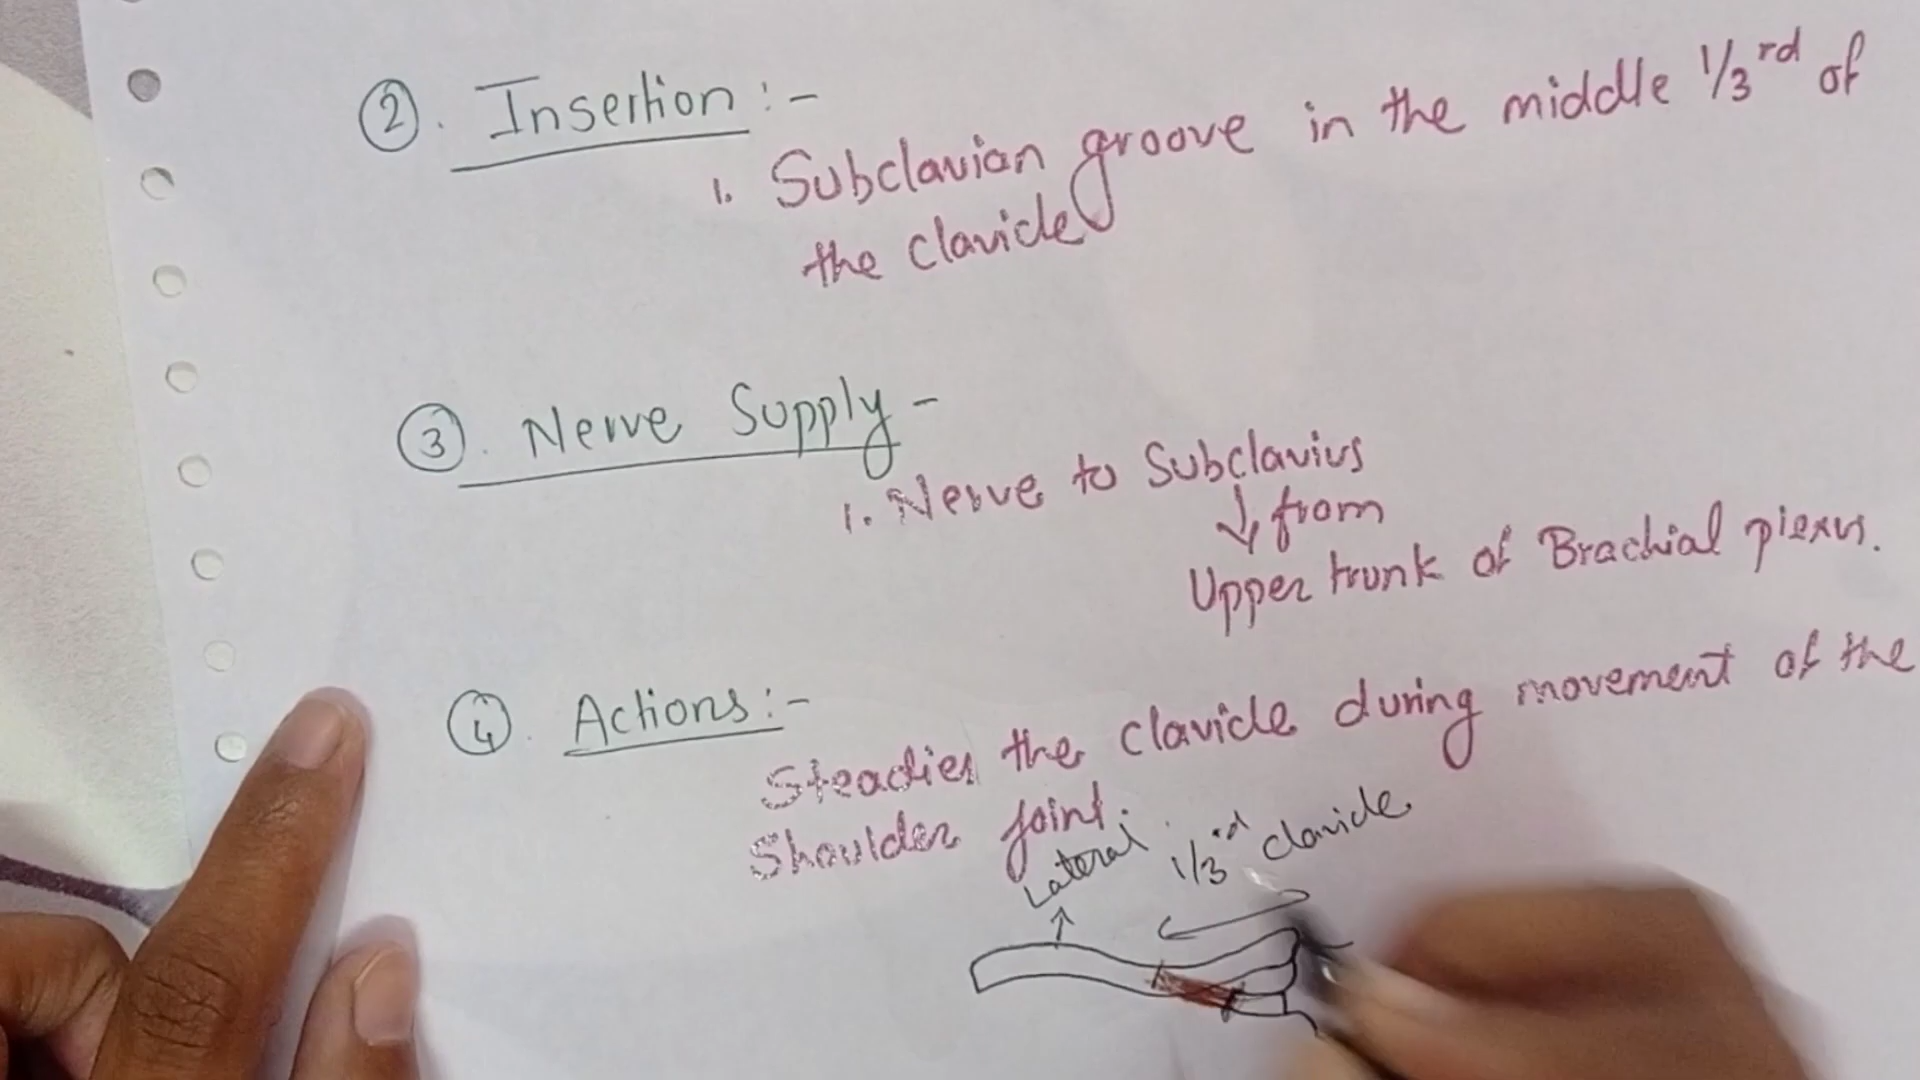 2. Insertion :-
1. Subclavian groove in the middle 1/3rd of
the clavicle
3. Nerve Supply -
1. Nerve to Subclavius
↓ from
Upper trunk of Brachial plexus.
4. Actions :-
Steadies the clavicle during movement of the
Shoulder joint.
Lateral 1/3rd clavicle